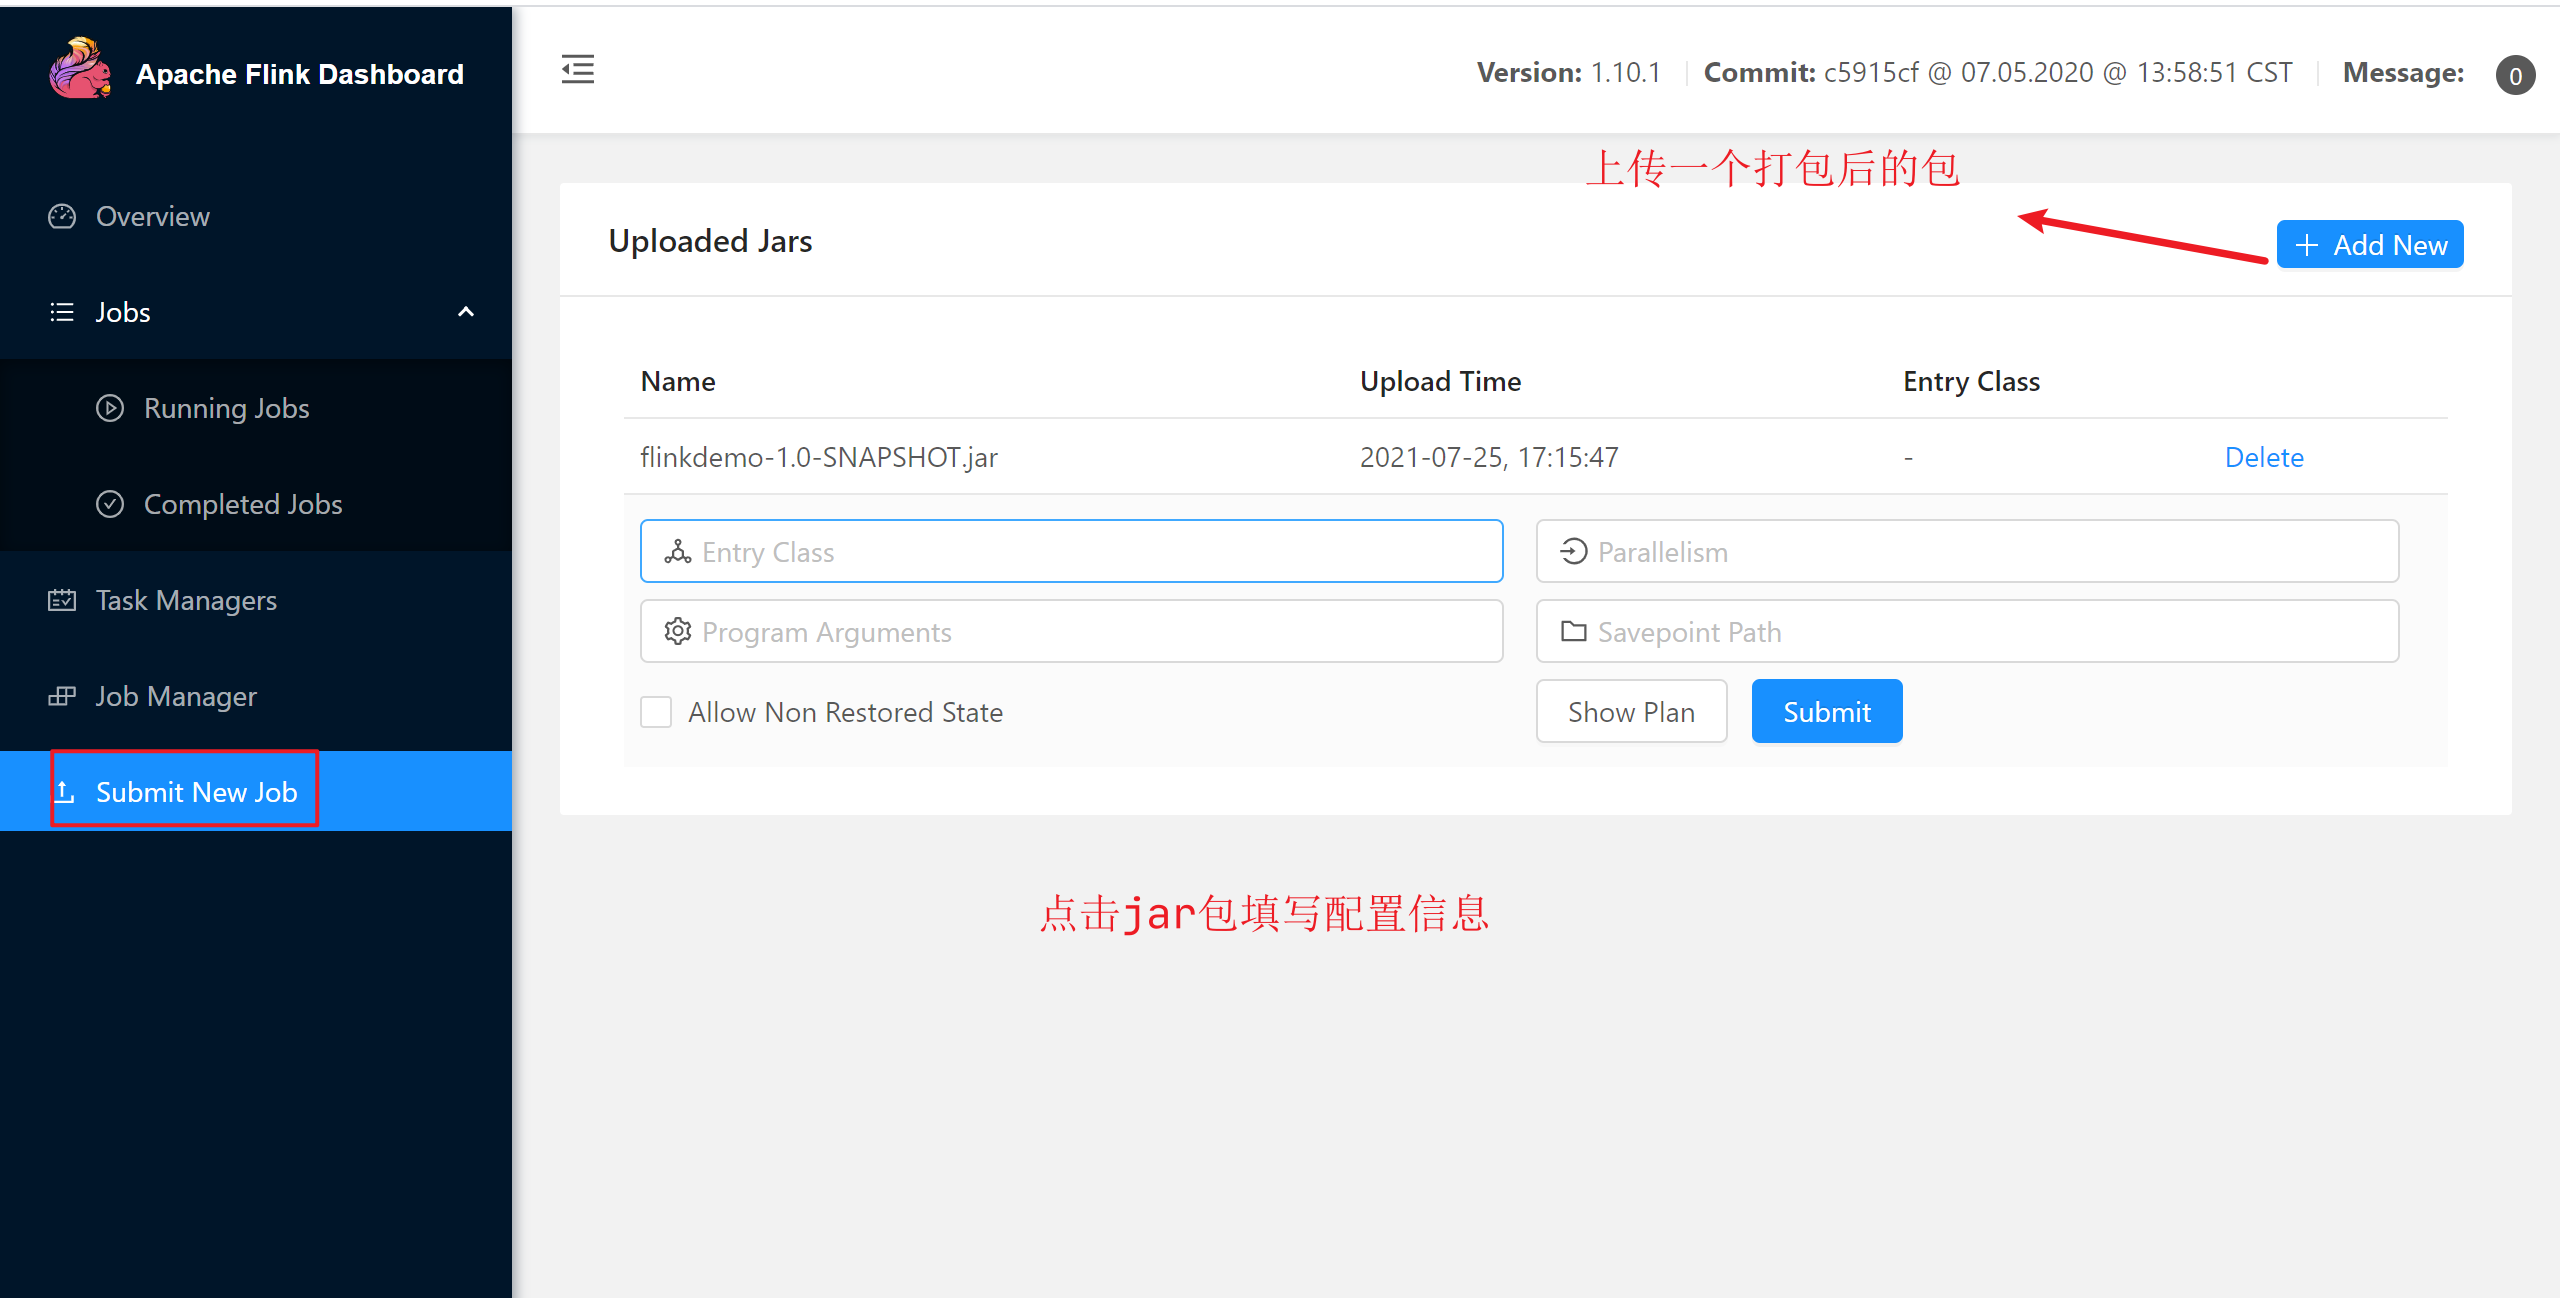 Apache Flink Dashboard
Version: 1.10.1 Commit: c5915cf @ 07.05.2020 @ 13:58:51 CST Message: 0
上传一个打包后的包
Overview
Jobs
Running Jobs
Completed Jobs
Task Managers
Job Manager
Submit New Job
Uploaded Jars
Add New
Name Upload Time Entry Class
flinkdemo-1.0-SNAPSHOT.jar 2021-07-25, 17:15:47 - Delete
Entry Class Parallelism
Program Arguments Savepoint Path
Allow Non Restored State Show Plan Submit
点击jar包填写配置信息